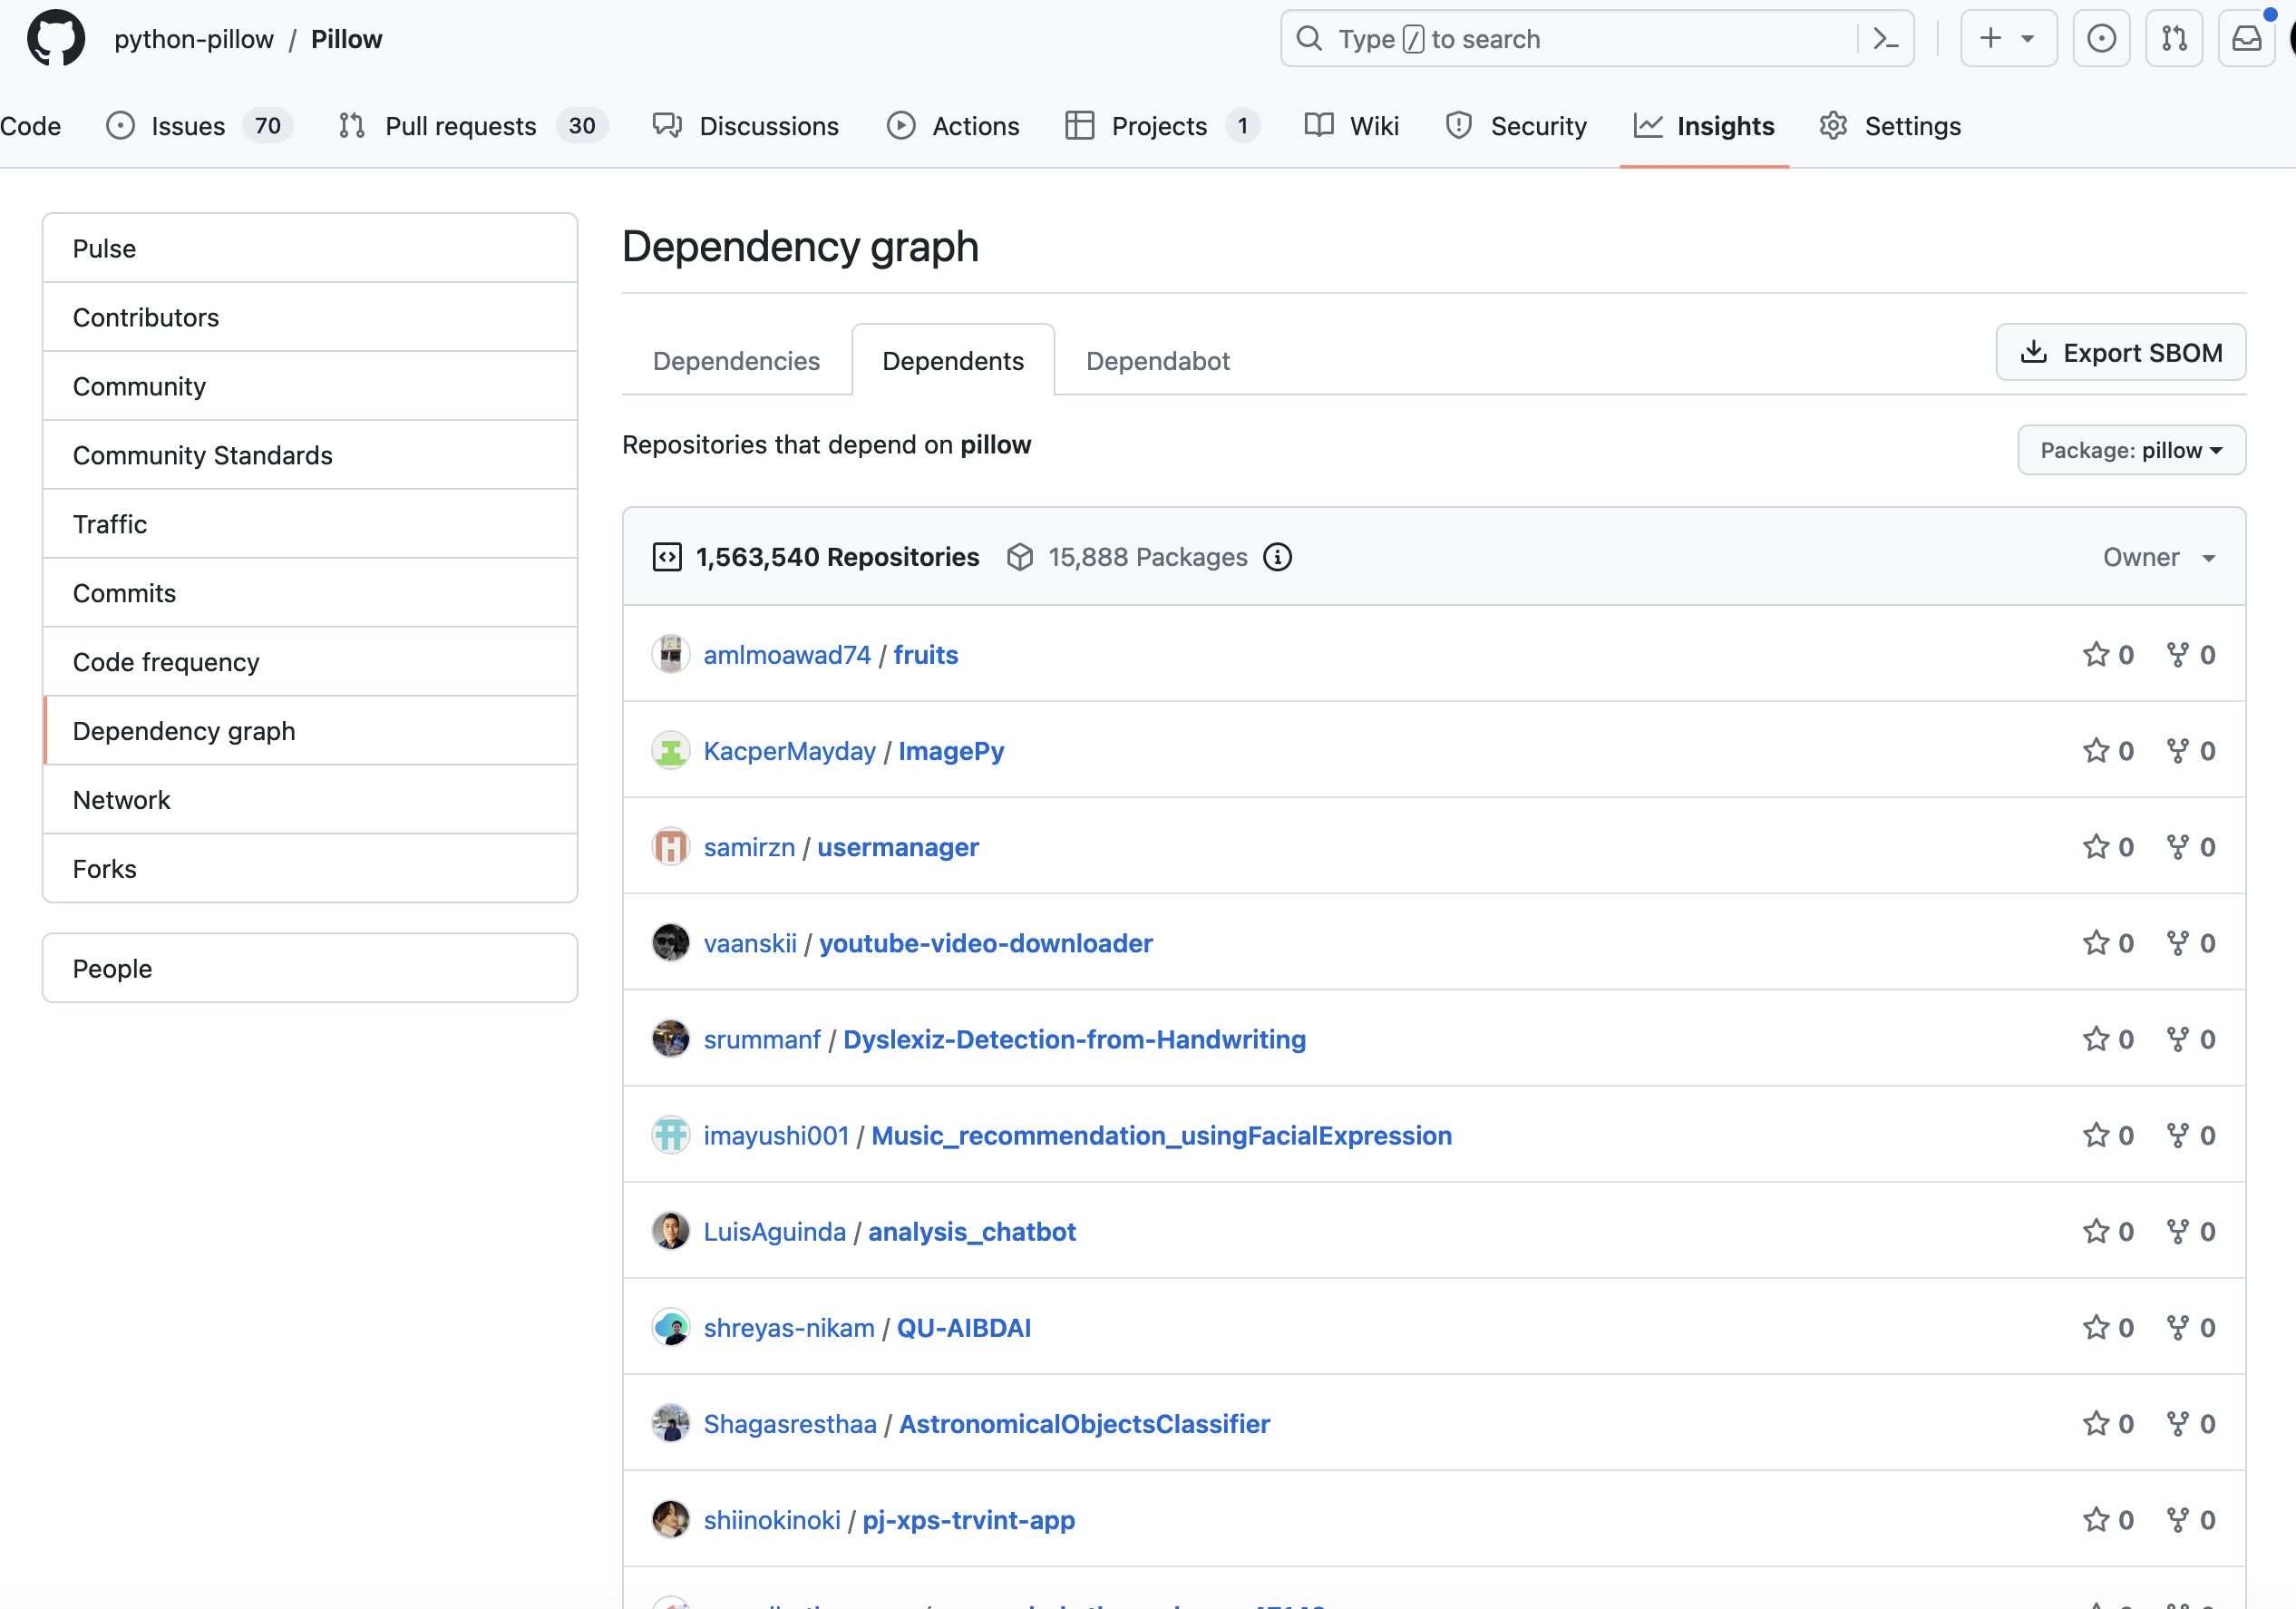 python-pillow / Pillow
Type / to search
Code
Issues 70
Pull requests 30
Discussions
Actions
Projects 1
Wiki
Security
Insights
Settings
Pulse
Contributors
Community
Community Standards
Traffic
Commits
Code frequency
Dependency graph
Network
Forks
People
Dependency graph
Dependencies
Dependents
Dependabot
Export SBOM
Repositories that depend on pillow
Package: pillow
1,563,540 Repositories
15,888 Packages
Owner
amlmoawad74 / fruits 0 0
KacperMayday / ImagePy 0 0
samirzn / usermanager 0 0
vaanskii / youtube-video-downloader 0 0
srummanf / Dyslexiz-Detection-from-Handwriting 0 0
imayushi001 / Music_recommendation_usingFacialExpression 0 0
LuisAguinda / analysis_chatbot 0 0
shreyas-nikam / QU-AIBDAI 0 0
Shagasresthaa / AstronomicalObjectsClassifier 0 0
shiinokinoki / pj-xps-trvint-app 0 0